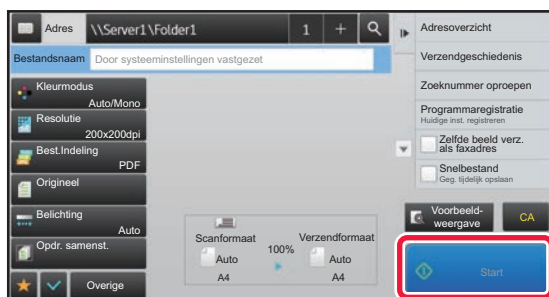 Adres
\\Server1\Folder1
1
+
Bestandsnaam
Door systeeminstellingen vastgezet
Kleurmodus
Auto/Mono
Resolutie
200x200dpi
Best.Indeling
PDF
Origineel
Belichting
Auto
Opdr. samenst.
Overige
Scanformaat
Auto
A4
100%
Verzendformaat
Auto
A4
Adresoverzicht
Verzendgeschiedenis
Zoeknummer oproepen
Programmaregistratie
Huidige inst. registreren
Zelfde beeld verz.
als faxadres
Snelbestand
Geg. tijdelijk opslaan
Voorbeeld-
weergave
CA
Start